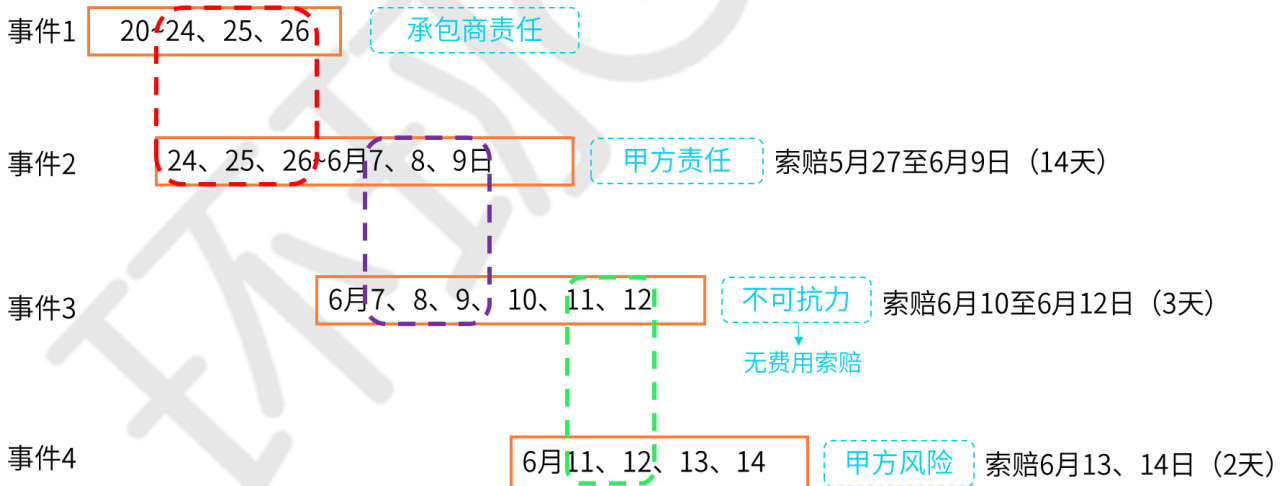 事件1 20~24、25、26 承包商责任
事件2 24、25、26~6月7、8、9日 甲方责任 索赔5月27至6月9日（14天）
事件3 6月7、8、9、10、11、12 不可抗力 索赔6月10至6月12日（3天）
无费用索赔
事件4 6月11、12、13、14 甲方风险 索赔6月13、14日（2天）